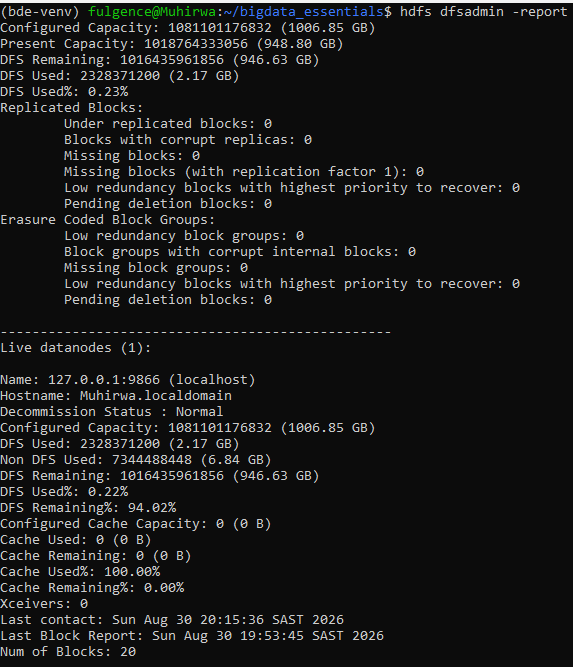 (bde-venv) fulgence@Muhirwa:~/bigdata_essentials$ hdfs dfsadmin -report
Configured Capacity: 1081101176832 (1006.85 GB)
Present Capacity: 1018764333056 (948.80 GB)
DFS Remaining: 1016435961856 (946.63 GB)
DFS Used: 2328371200 (2.17 GB)
DFS Used%: 0.23%
Replicated Blocks:
Under replicated blocks: 0
Blocks with corrupt replicas: 0
Missing blocks: 0
Missing blocks (with replication factor 1): 0
Low redundancy blocks with highest priority to recover: 0
Pending deletion blocks: 0
Erasure Coded Block Groups:
Low redundancy block groups: 0
Block groups with corrupt internal blocks: 0
Missing block groups: 0
Low redundancy blocks with highest priority to recover: 0
Pending deletion blocks: 0
-------------------------------------------------
Live datanodes (1):
Name: 127.0.0.1:9866 (localhost)
Hostname: Muhirwa.localdomain
Decommission Status : Normal
Configured Capacity: 1081101176832 (1006.85 GB)
DFS Used: 2328371200 (2.17 GB)
Non DFS Used: 7344488448 (6.84 GB)
DFS Remaining: 1016435961856 (946.63 GB)
DFS Used%: 0.22%
DFS Remaining%: 94.02%
Configured Cache Capacity: 0 (0 B)
Cache Used: 0 (0 B)
Cache Remaining: 0 (0 B)
Cache Used%: 100.00%
Cache Remaining%: 0.00%
Xceivers: 0
Last contact: Sun Aug 30 20:15:36 SAST 2026
Last Block Report: Sun Aug 30 19:53:45 SAST 2026
Num of Blocks: 20